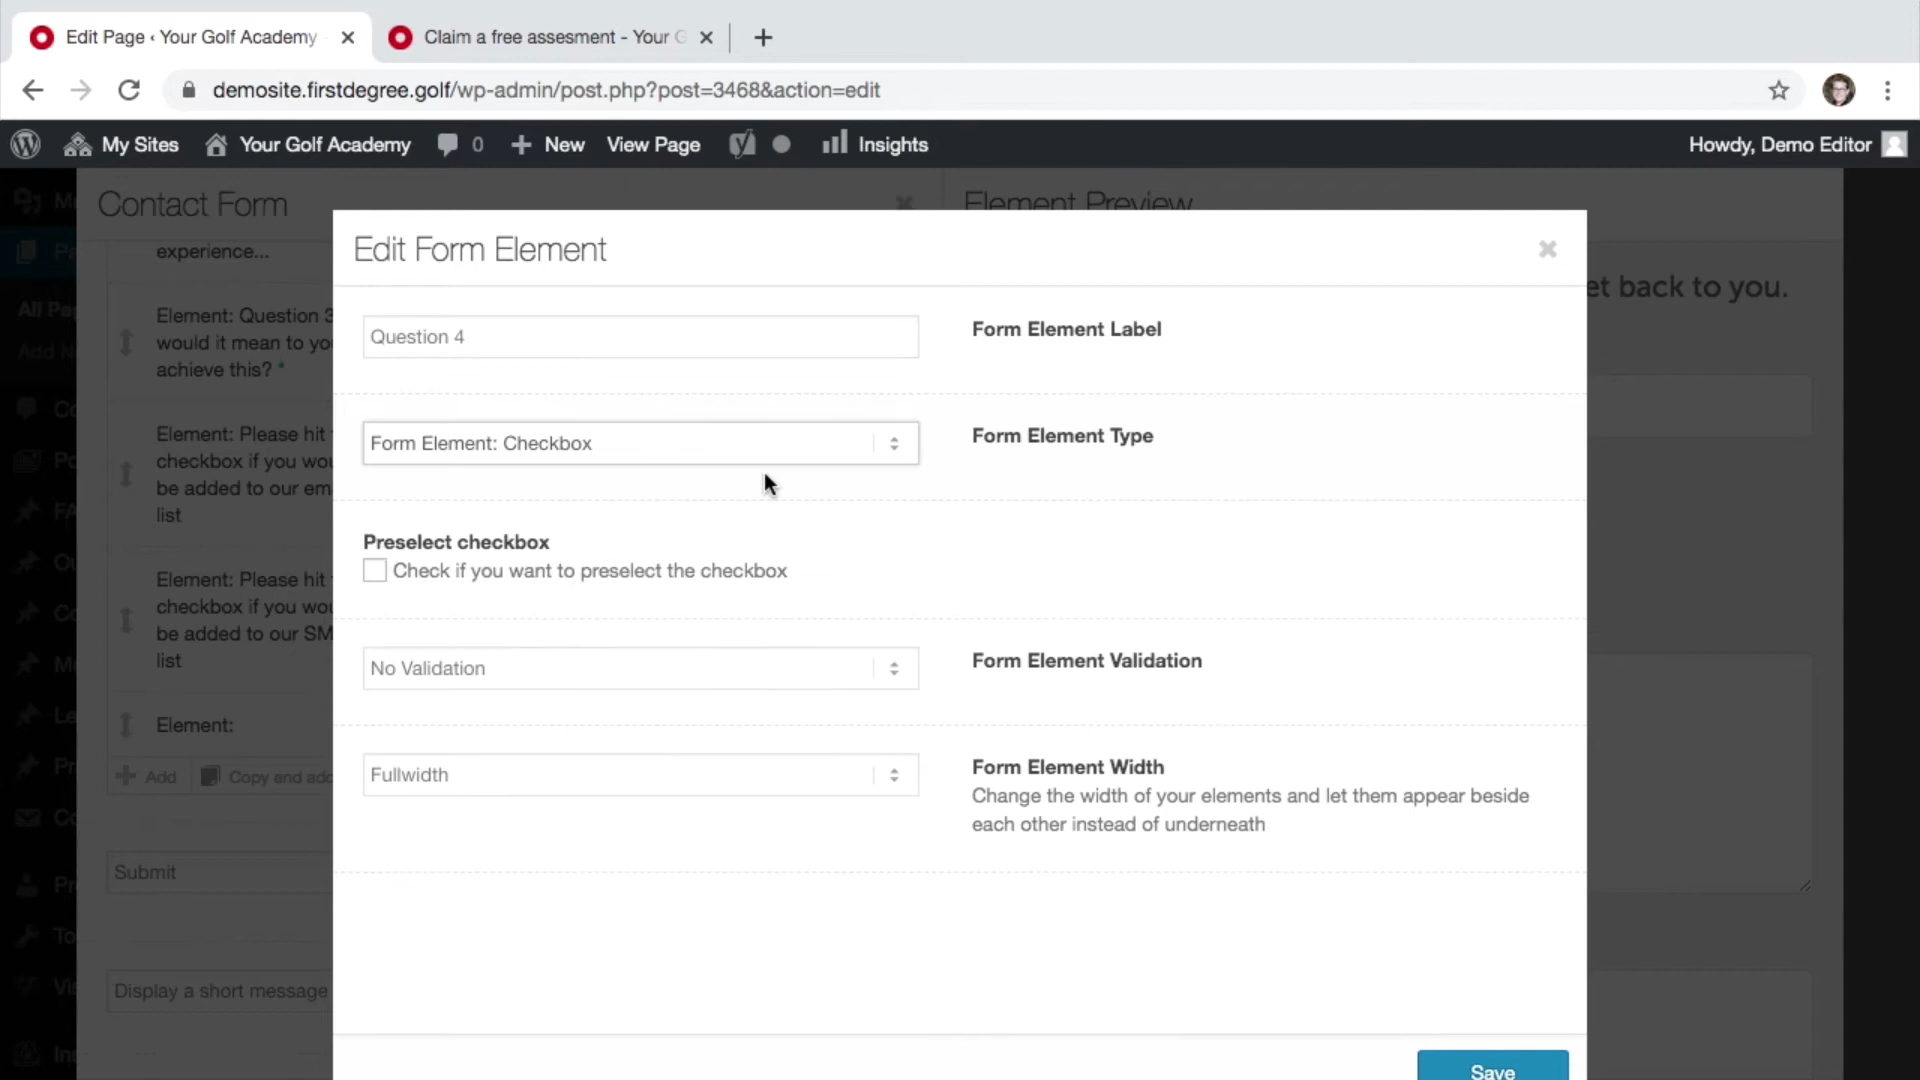 Edit Page ‹ Your Golf Academy
Claim a free assesment - Your G
demosite.firstdegree.golf/wp-admin/post.php?post=3468&action=edit
My Sites
Your Golf Academy
0
New
View Page
Insights
Howdy, Demo Editor
Contact Form
Element Preview
Edit Form Element
experience...
et back to you.
All Pa
Add N
Element: Question 3
would it mean to yo
achieve this? *
Element: Please hit
checkbox if you wou
be added to our em
list
Element: Please hit
checkbox if you wou
be added to our SM
list
Element:
Add
Copy and add
Submit
Display a short message
Question 4
Form Element Label
Form Element: Checkbox
Form Element Type
Preselect checkbox
Check if you want to preselect the checkbox
No Validation
Form Element Validation
Fullwidth
Form Element Width
Change the width of your elements and let them appear beside
each other instead of underneath
Save